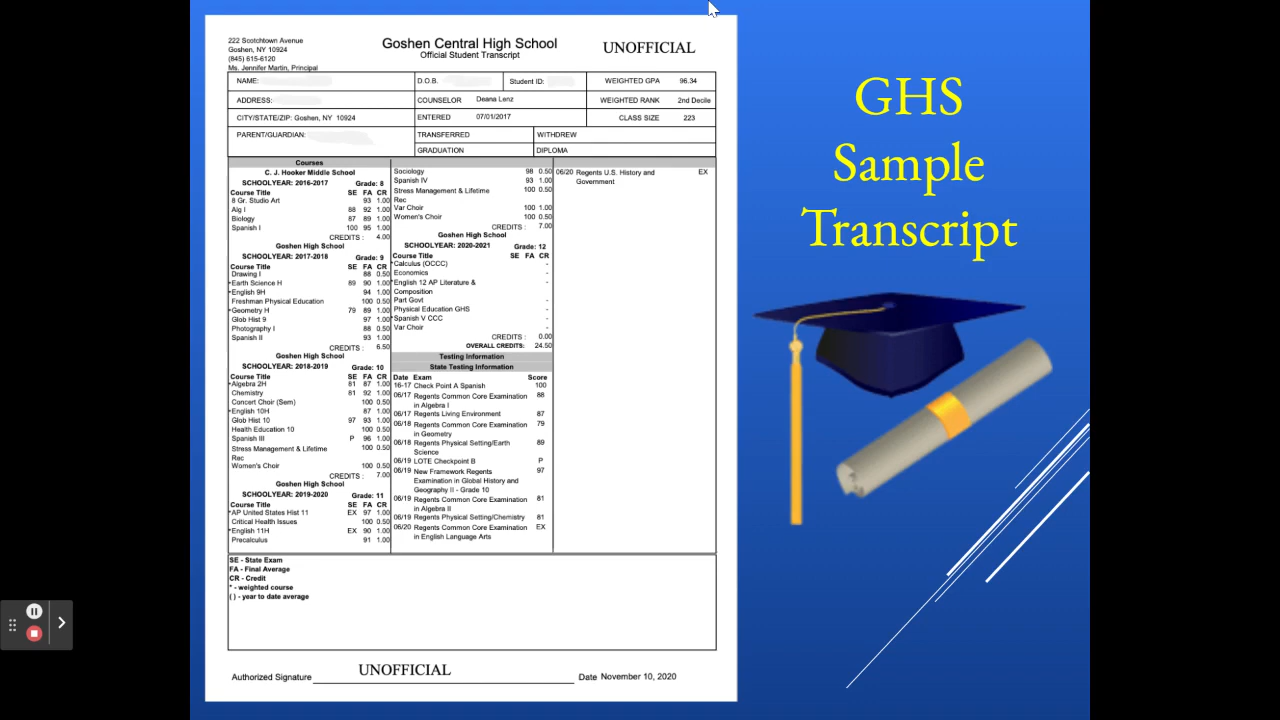 222 Scotchtown Avenue
Goshen, NY 10924
(845) 615-6120
Ms. Jennifer Martin, Principal
Goshen Central High School
Official Student Transcript
UNOFFICIAL
NAME:
D.O.B.
Student ID:
WEIGHTED GPA 96.34
ADDRESS:
COUNSELOR Deana Lenz
WEIGHTED RANK 2nd Decile
CITY/STATE/ZIP: Goshen, NY 10924
ENTERED 07/01/2017
CLASS SIZE 223
PARENT/GUARDIAN:
TRANSFERRED
WITHDREW
GRADUATION
DIPLOMA
Courses
C. J. Hooker Middle School
SCHOOLYEAR: 2016-2017 Grade: 8
Course Title SE FA CR
8 Gr. Studio Art 93 1.00
Alg I 88 92 1.00
Biology 87 89 1.00
Spanish I 100 95 1.00
CREDITS : 4.00
Goshen High School
SCHOOLYEAR: 2017-2018 Grade: 9
Course Title SE FA CR
Drawing I 88 0.50
*Earth Science H 89 90 1.00
*English 9H 94 1.00
Freshman Physical Education 100 0.50
*Geometry H 79 89 1.00
Glob Hist 9 97 1.00
Photography I 88 0.50
Spanish II 93 1.00
CREDITS : 6.50
Goshen High School
SCHOOLYEAR: 2018-2019 Grade: 10
Course Title SE FA CR
*Algebra 2H 81 87 1.00
Chemistry 81 92 1.00
Concert Choir (Sem) 100 0.50
*English 10H 87 1.00
Glob Hist 10 97 93 1.00
Health Education 10 100 0.50
Spanish III P 96 1.00
Stress Management & Lifetime 100 0.50
Rec
Women's Choir 100 0.50
CREDITS : 7.00
Goshen High School
SCHOOLYEAR: 2019-2020 Grade: 11
Course Title SE FA CR
*AP United States Hist 11 EX 97 1.00
Critical Health Issues 100 0.50
*English 11H EX 90 1.00
Precalculus 91 1.00
Sociology 98 0.50
Spanish IV 93 1.00
Stress Management & Lifetime 100 0.50
Rec
Var Choir 100 1.00
Women's Choir 100 0.50
CREDITS : 7.00
Goshen High School
SCHOOLYEAR: 2020-2021 Grade: 12
Course Title SE FA CR
*Calculus (OCCC) -
Economics -
*English 12 AP Literature & -
Composition
Part Govt -
Physical Education GHS -
*Spanish V CCC -
Var Choir -
CREDITS : 0.00
OVERALL CREDITS: 24.50
Testing Information
State Testing Information
Date Exam Score
16-17 Check Point A Spanish 100
06/17 Regents Common Core Examination 88
in Algebra I
06/17 Regents Living Environment 87
06/18 Regents Common Core Examination 79
in Geometry
06/18 Regents Physical Setting/Earth 89
Science
06/19 LOTE Checkpoint B P
06/19 New Framework Regents 97
Examination in Global History and
Geography II - Grade 10
06/19 Regents Common Core Examination 81
in Algebra II
06/19 Regents Physical Setting/Chemistry 81
06/20 Regents Common Core Examination EX
in English Language Arts
06/20 Regents U.S. History and EX
Government
SE - State Exam
FA - Final Average
CR - Credit
* - weighted course
( ) - year to date average
Authorized Signature UNOFFICIAL
Date November 10, 2020
GHS
Sample
Transcript